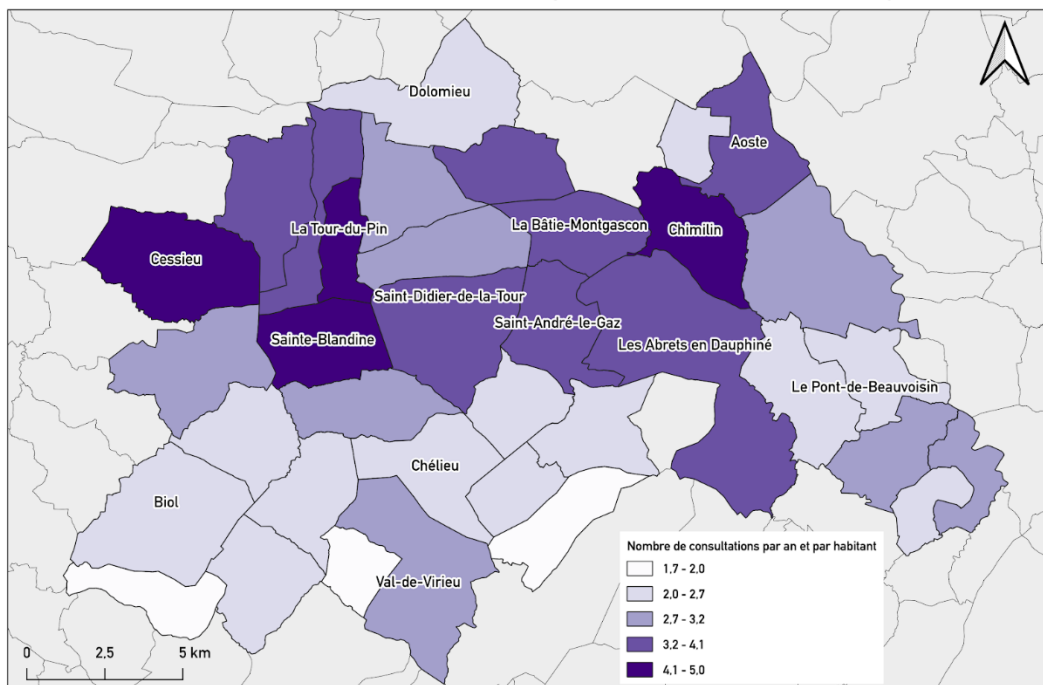 Dolomieu
Aoste
La Tour-du-Pin
La Bâtie-Montgascon
Chimilin
Cessieu
Saint-Didier-de-la-Tour
Saint-André-le-Gaz
Sainte-Blandine
Les Abrets en Dauphiné
Le Pont-de-Beauvoisin
Chélieu
Biol
Val-de-Virieu
Nombre de consultations par an et par habitant
1.7 - 2.0
2.0 - 2.7
2.7 - 3.2
3.2 - 4.1
4.1 - 5.0
0 2,5 5 km